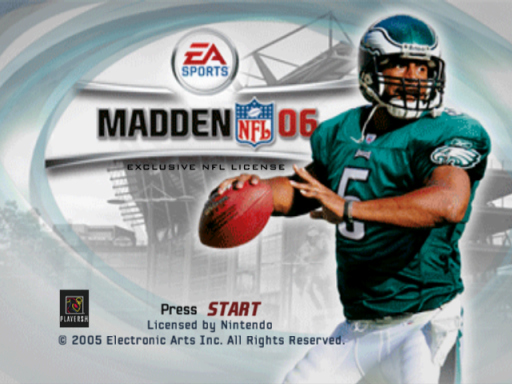 EA
SPORTS
MADDEN NFL 06
EXCLUSIVE NFL LICENSE
5
PLAYERS
Press START
Licensed by Nintendo
© 2005 Electronic Arts Inc. All Rights Reserved.